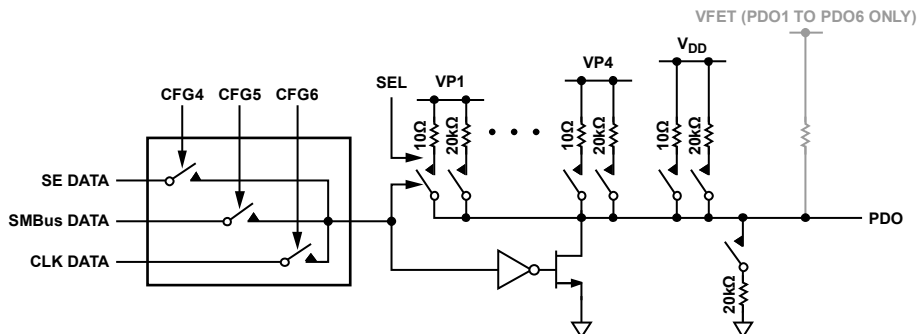 VFET (PDO1 TO PDO6 ONLY)
VDD
SEL
VP1
VP4
CFG4
CFG5
CFG6
10Ω
20kΩ
10Ω
20kΩ
10Ω
20kΩ
SE DATA
SMBus DATA
CLK DATA
PDO
20kΩ